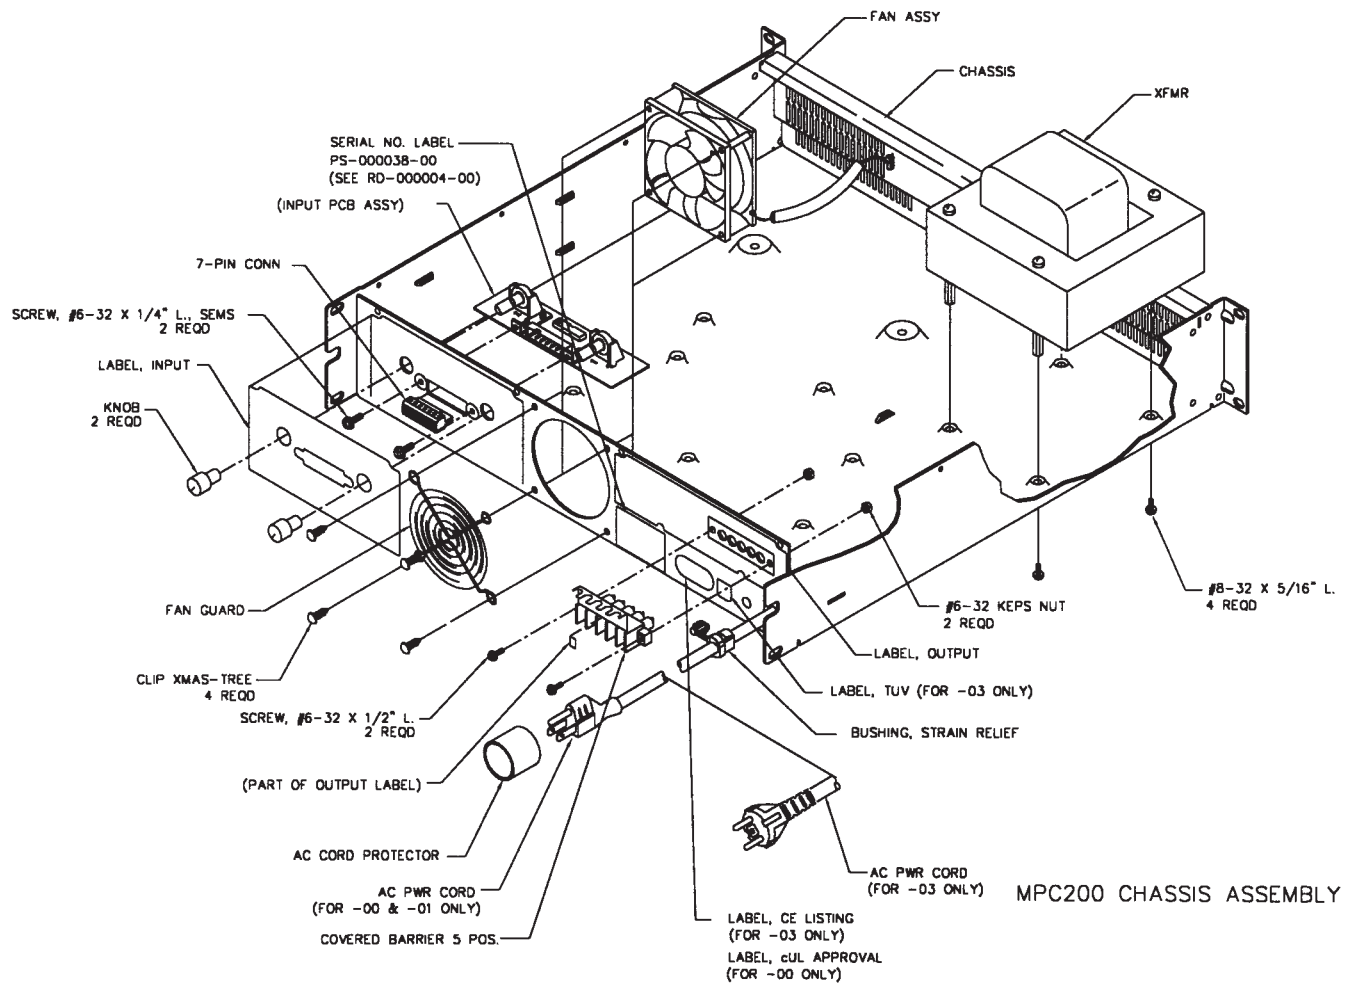 FAN ASSY
CHASSIS
XFMR
SERIAL NO. LABEL
PS-000038-00
(SEE RD-000004-00)
(INPUT PCB ASSY)
7-PIN CONN
SCREW, #6-32 X 1/4" L., SEMS
2 REQD
LABEL, INPUT
KNOB
2 REQD
FAN GUARD
CLIP XMAS-TREE
4 REQD
SCREW, #6-32 X 1/2" L.
2 REQD
(PART OF OUTPUT LABEL)
AC CORD PROTECTOR
AC PWR CORD
(FOR -00 & -01 ONLY)
COVERED BARRIER 5 POS.
#8-32 X 5/16" L.
4 REQD
#6-32 KEPS NUT
2 REQD
LABEL, OUTPUT
LABEL, TUV (FOR -03 ONLY)
BUSHING, STRAIN RELIEF
AC PWR CORD
(FOR -03 ONLY)
MPC200 CHASSIS ASSEMBLY
LABEL, CE LISTING
(FOR -03 ONLY)
LABEL, cUL APPROVAL
(FOR -00 ONLY)